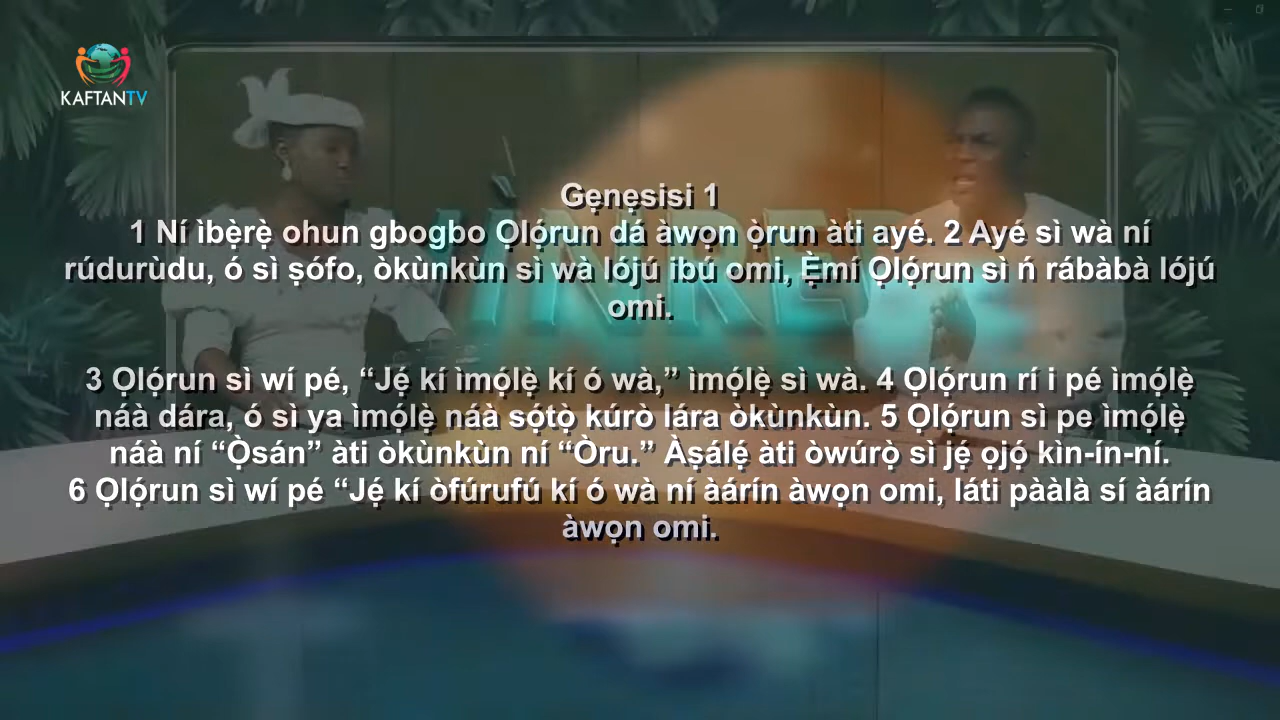 KAFTANTV
Gẹnẹsisi 1
1 Ní ìbẹ̀rẹ̀ ohun gbogbo Ọlọ́run dá àwọn ọ̀run àti ayé. 2 Ayé sì wà ní
rúdurùdu, ó sì ṣófo, òkùnkùn sì wà lójú ibú omi, Ẹ̀mí Ọlọ́run sì ń rábàbà lójú
omi.
3 Ọlọ́run sì wí pé, “Jẹ́ kí ìmọ́lẹ̀ kí ó wà,” ìmọ́lẹ̀ sì wà. 4 Ọlọ́run rí i pé ìmọ́lẹ̀
náà dára, ó sì ya ìmọ́lẹ̀ náà sọ́tọ̀ kúrò lára òkùnkùn. 5 Ọlọ́run sì pe ìmọ́lẹ̀
náà ní “Ọ̀sán” àti òkùnkùn ní “Òru.” Àṣálẹ́ àti òwúrọ̀ sì jẹ́ ọjọ́ kìn-ín-ní.
6 Ọlọ́run sì wí pé “Jẹ́ kí òfúrufú kí ó wà ní àárín àwọn omi, láti pààlà sí àárín
àwọn omi.